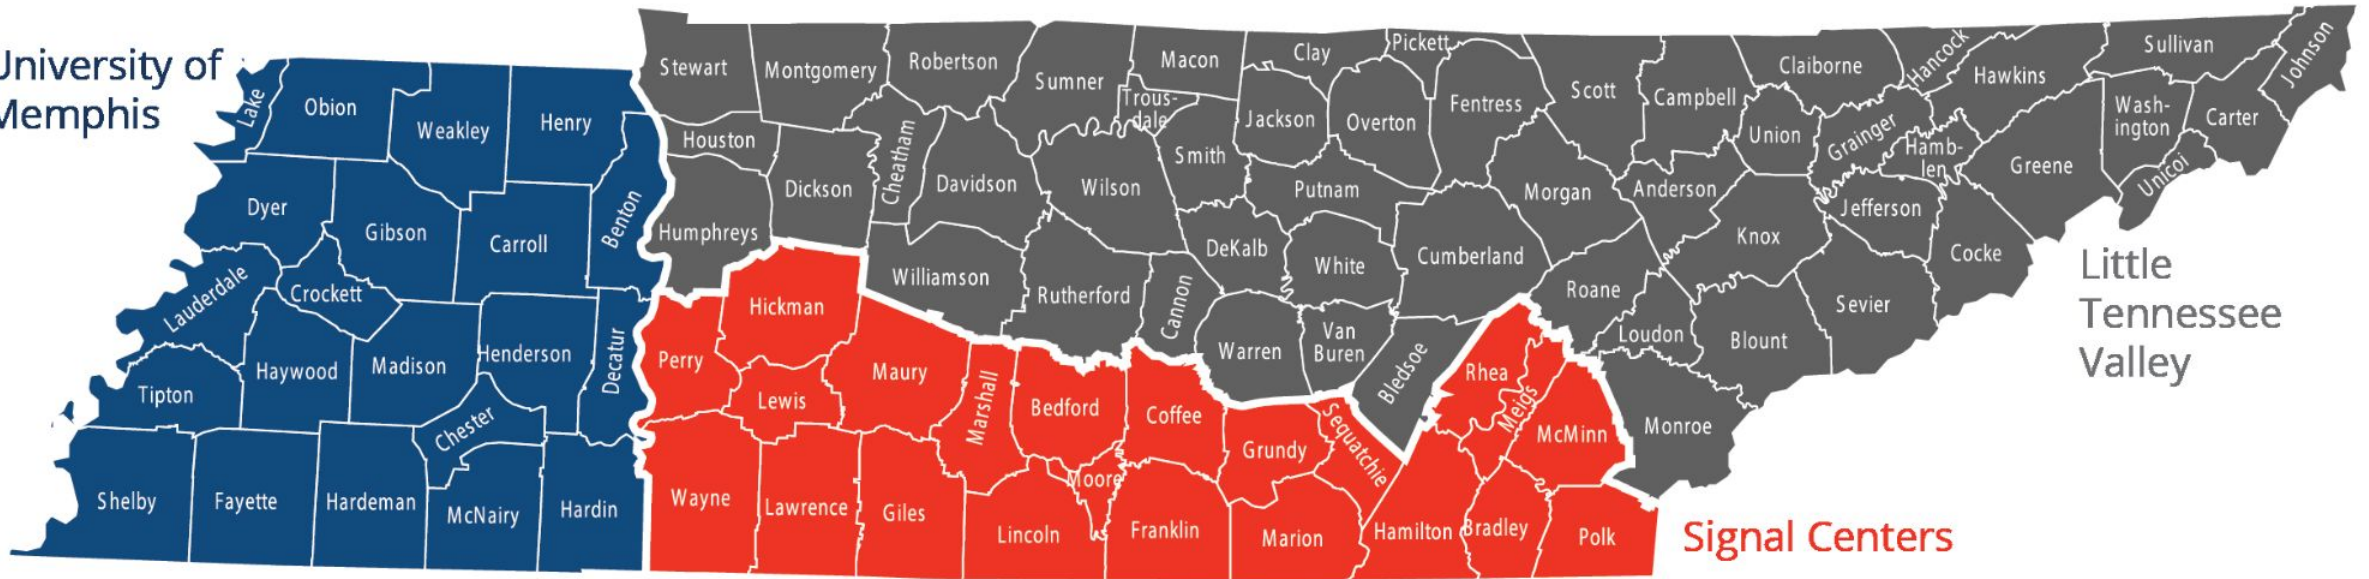 University of
Memphis
Lake
Obion
Weakley
Henry
Dyer
Gibson
Carroll
Benton
Lauderdale
Crockett
Tipton
Haywood
Madison
Henderson
Decatur
Chester
Shelby
Fayette
Hardeman
McNairy
Hardin
Stewart
Montgomery
Robertson
Sumner
Macon
Clay
Pickett
Trous-
dale
Houston
Dickson
Cheatham
Davidson
Wilson
Smith
Jackson
Overton
Fentress
Scott
Campbell
Claiborne
Hancock
Hawkins
Sullivan
Johnson
Union
Grainger
Hamb-
len
Greene
Wash-
ington
Carter
Unicoi
Humphreys
Williamson
Rutherford
Cannon
DeKalb
Putnam
White
Cumberland
Morgan
Anderson
Knox
Jefferson
Cocke
Sevier
Roane
Loudon
Blount
Monroe
Warren
Van
Buren
Bledsoe
Little
Tennessee
Valley
Perry
Hickman
Lewis
Maury
Marshall
Bedford
Coffee
Moore
Grundy
Sequatchie
Rhea
Meigs
McMinn
Wayne
Lawrence
Giles
Lincoln
Franklin
Marion
Hamilton
Bradley
Polk
Signal Centers